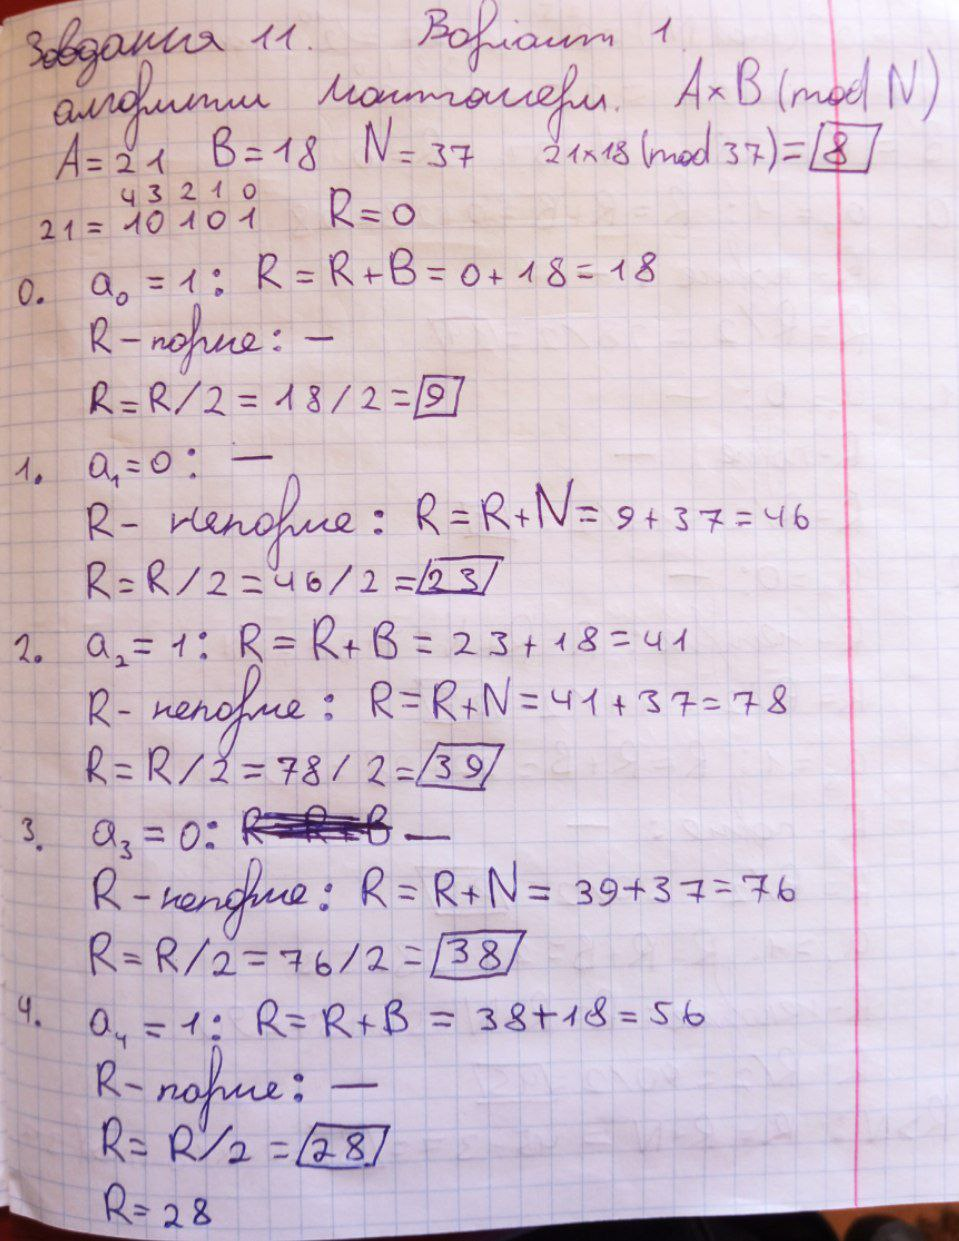 Завдання 11. Варіант 1.
алгоритм Монтгомері. A×B (mod N)
A=21 B=18 N=37 21×18 (mod 37)= 8
4 3 2 1 0
21= 10101 R=0
0. a₀ = 1: R=R+B=0+18=18
R-парне: —
R=R/2=18/2= 9
1. a₁=0: —
R- непарне: R=R+N=9+37=46
R=R/2=46/2= 23
2. a₂=1: R=R+B=23+18=41
R- непарне: R=R+N=41+37=78
R=R/2=78/2= 39
3. a₃=0: R=R+B —
R-непарне: R=R+N=39+37=76
R=R/2=76/2= 38
4. a₄=1: R=R+B=38+18=56
R-парне: —
R= R/2 = 28
R=28